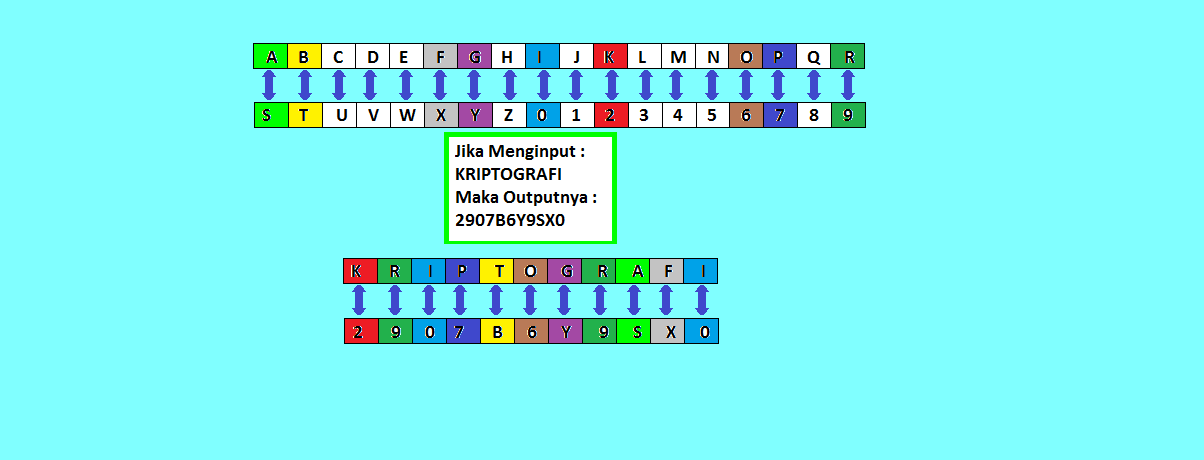 A B C D E F G H I J K L M N O P Q R
S T U V W X Y Z 0 1 2 3 4 5 6 7 8 9
Jika Menginput :
KRIPTOGRAFI
Maka Outputnya :
2907B6Y9SX0
K R I P T O G R A F I
2 9 0 7 B 6 Y 9 S X 0